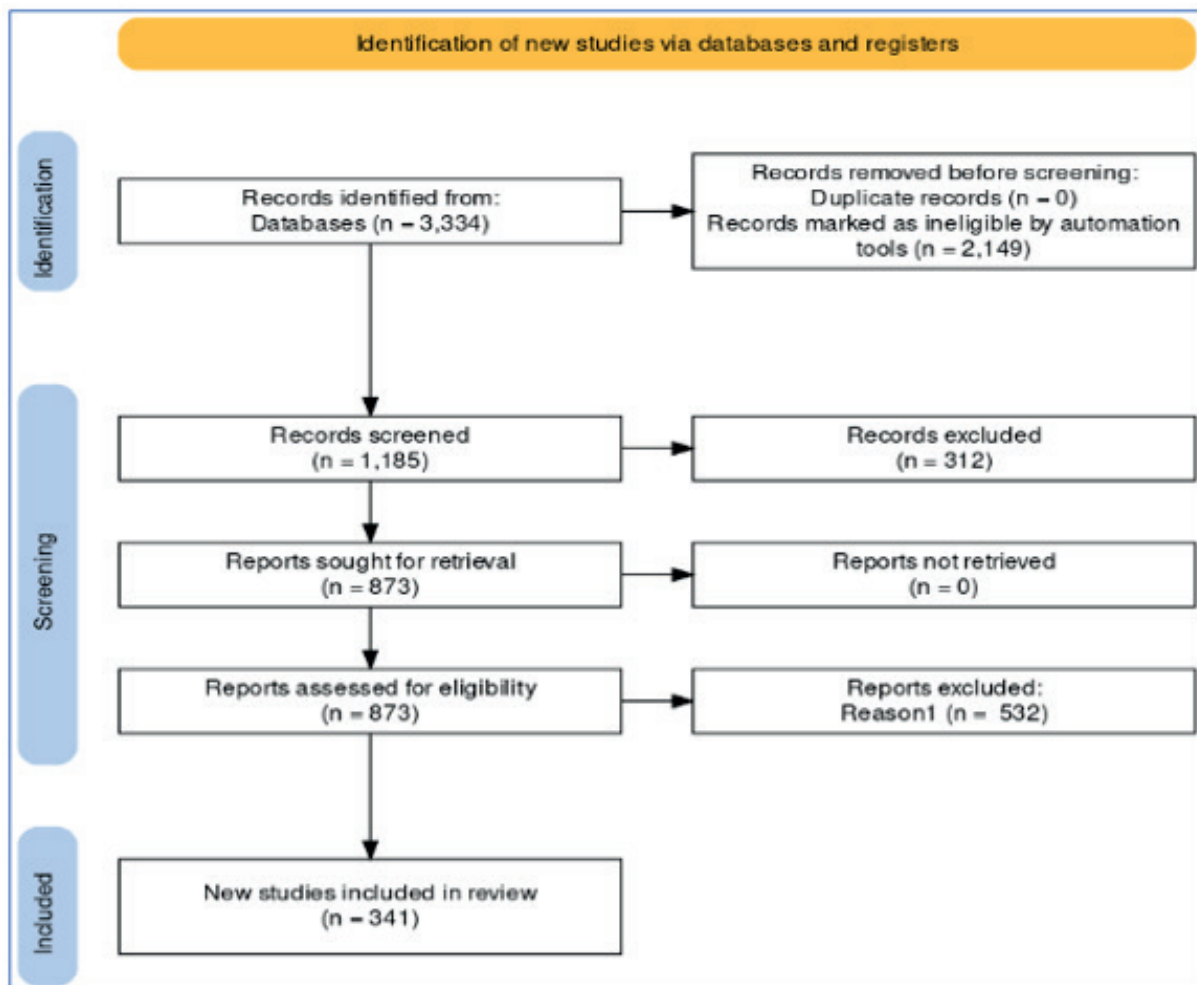 Identification of new studies via databases and registers
Identification
Records identified from:
Databases (n = 3,334)
Records removed before screening:
Duplicate records (n = 0)
Records marked as ineligible by automation
tools (n = 2,149)
Screening
Records screened
(n = 1,185)
Records excluded
(n = 312)
Reports sought for retrieval
(n = 873)
Reports not retrieved
(n = 0)
Reports assessed for eligibility
(n = 873)
Reports excluded:
Reason1 (n = 532)
Included
New studies included in review
(n = 341)